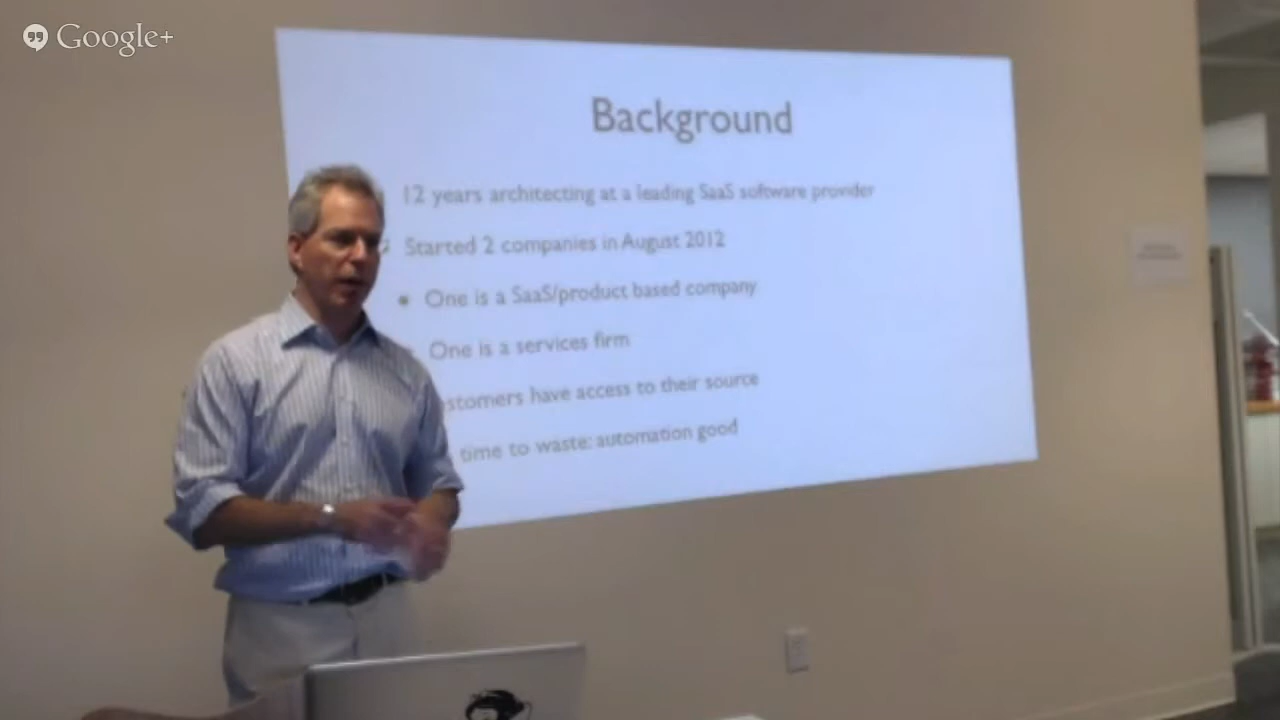 Google+
Background
12 years architecting at a leading SaaS software provider
Started 2 companies in August 2012
One is a SaaS/product based company
One is a services firm
stomers have access to their source
time to waste: automation good